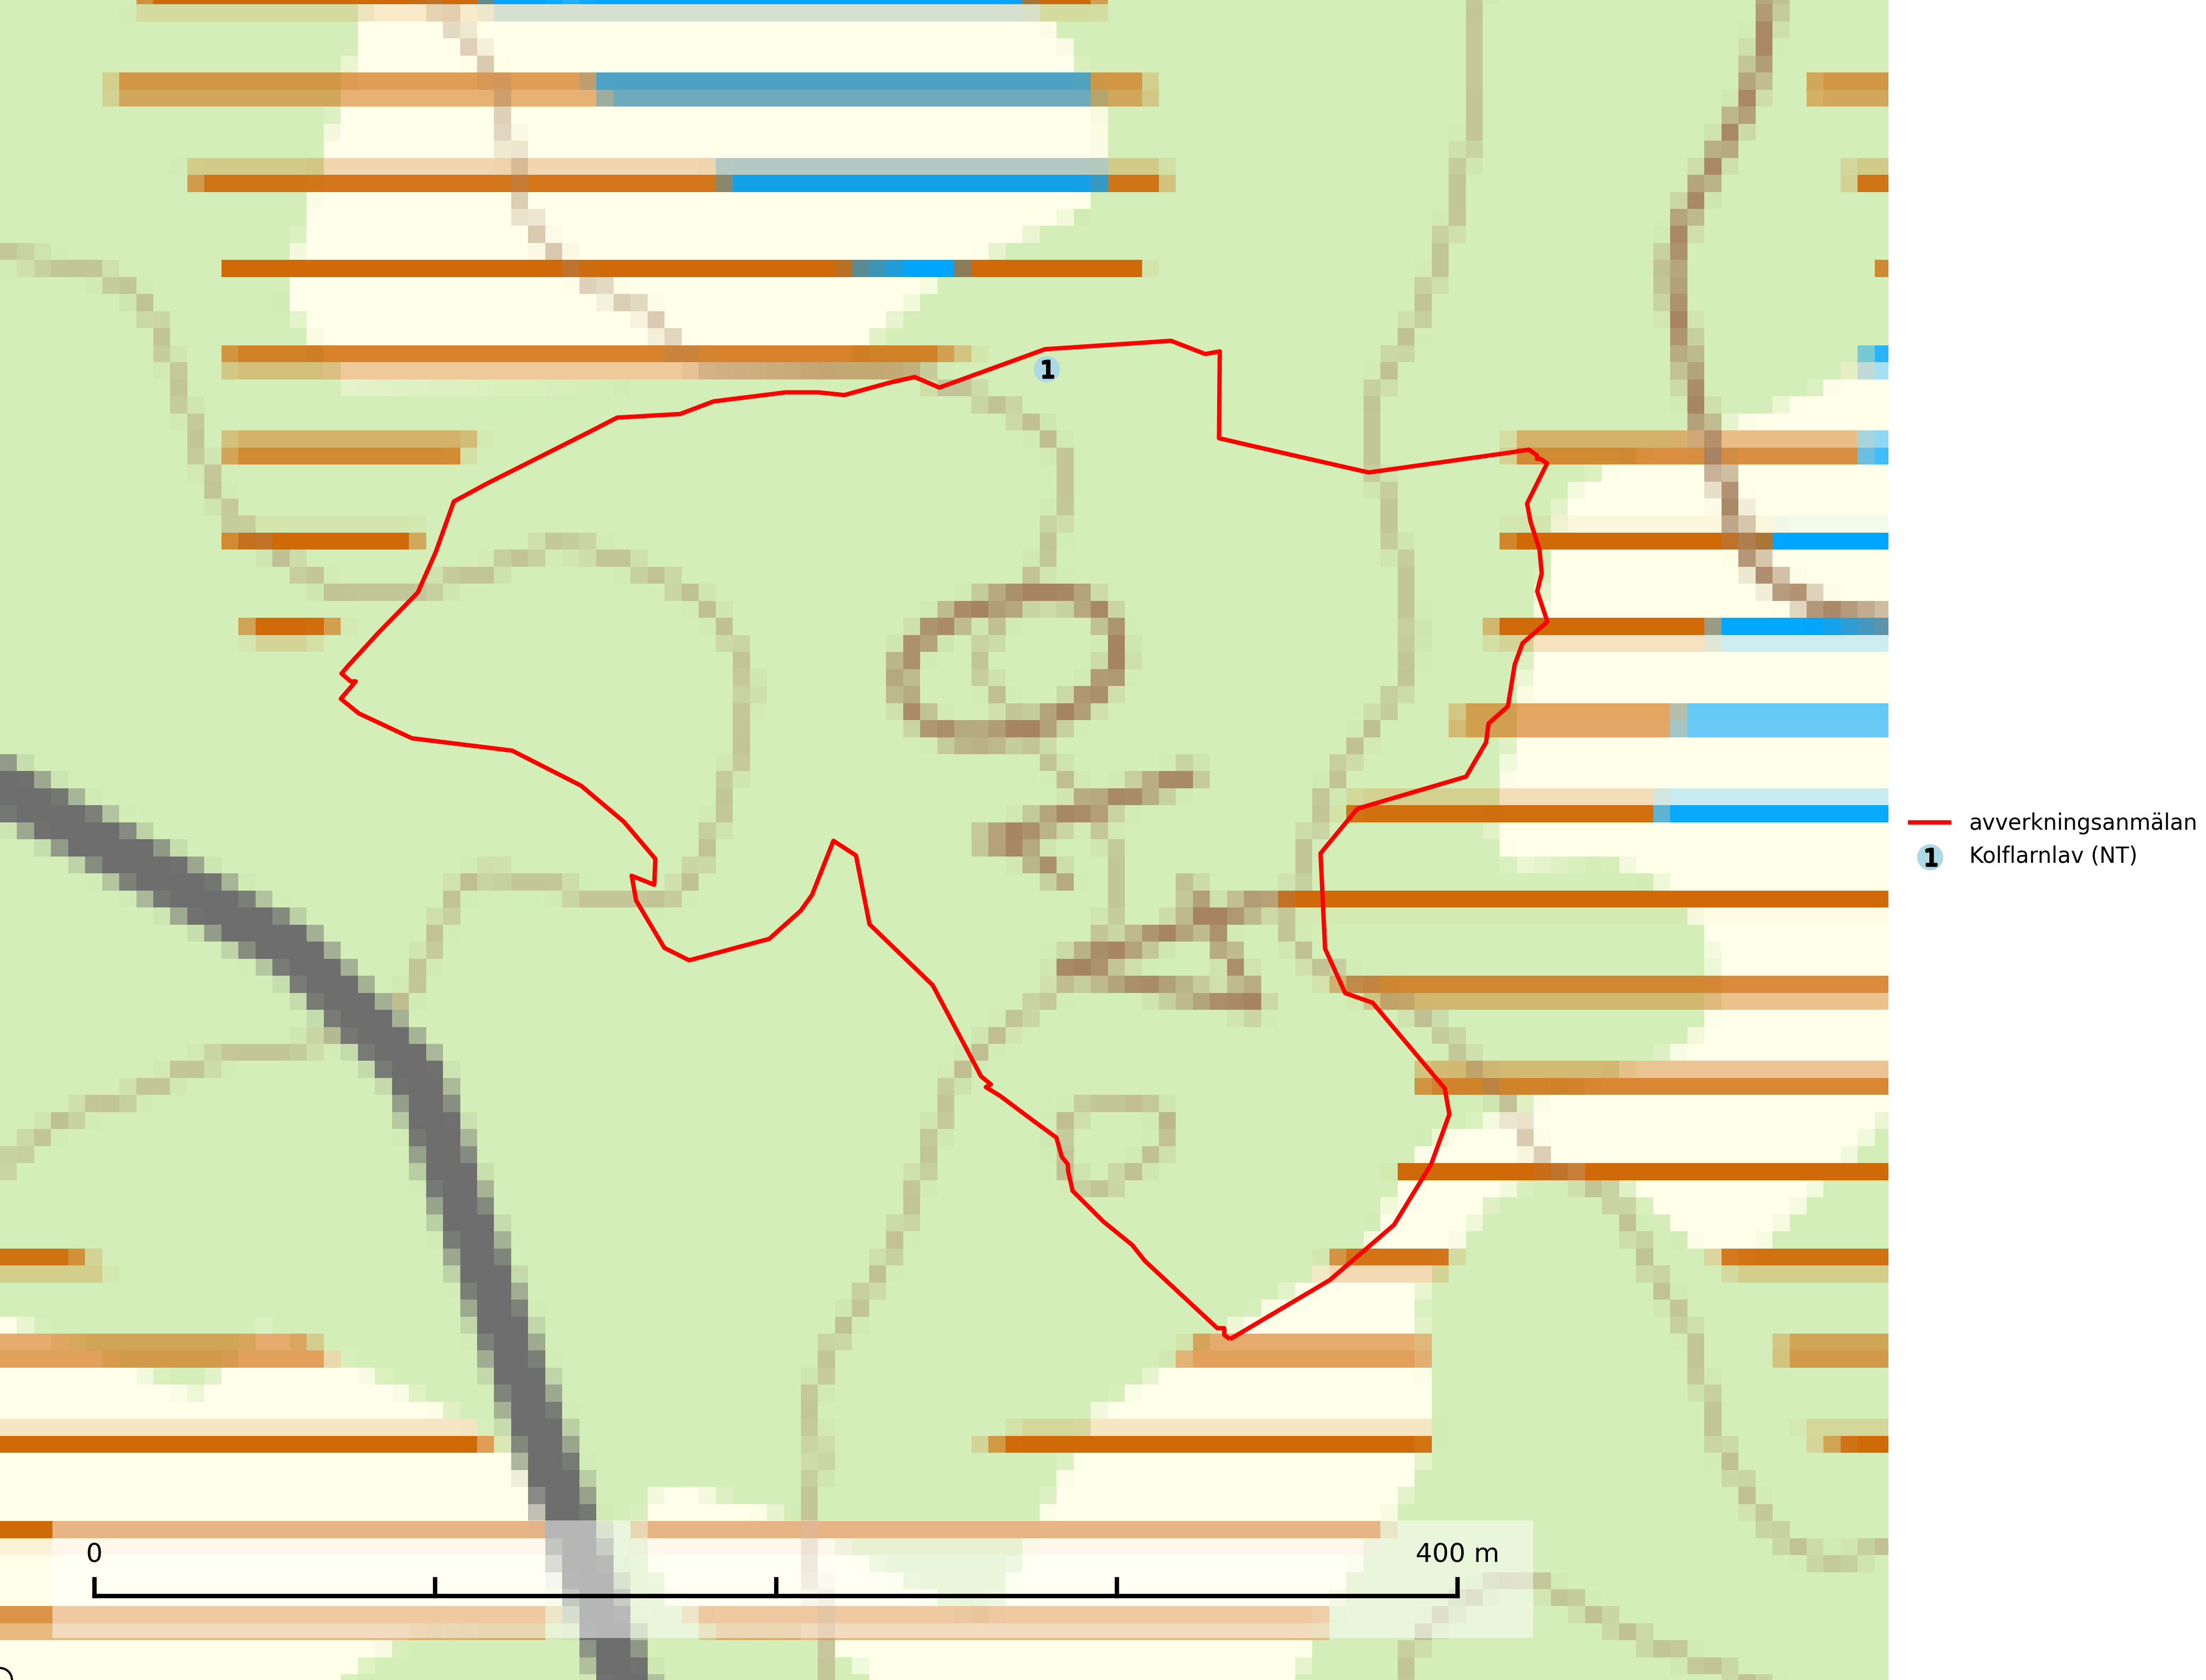 1
avverkningsanmälan
1 Kolflarnlav (NT)
0 400 m